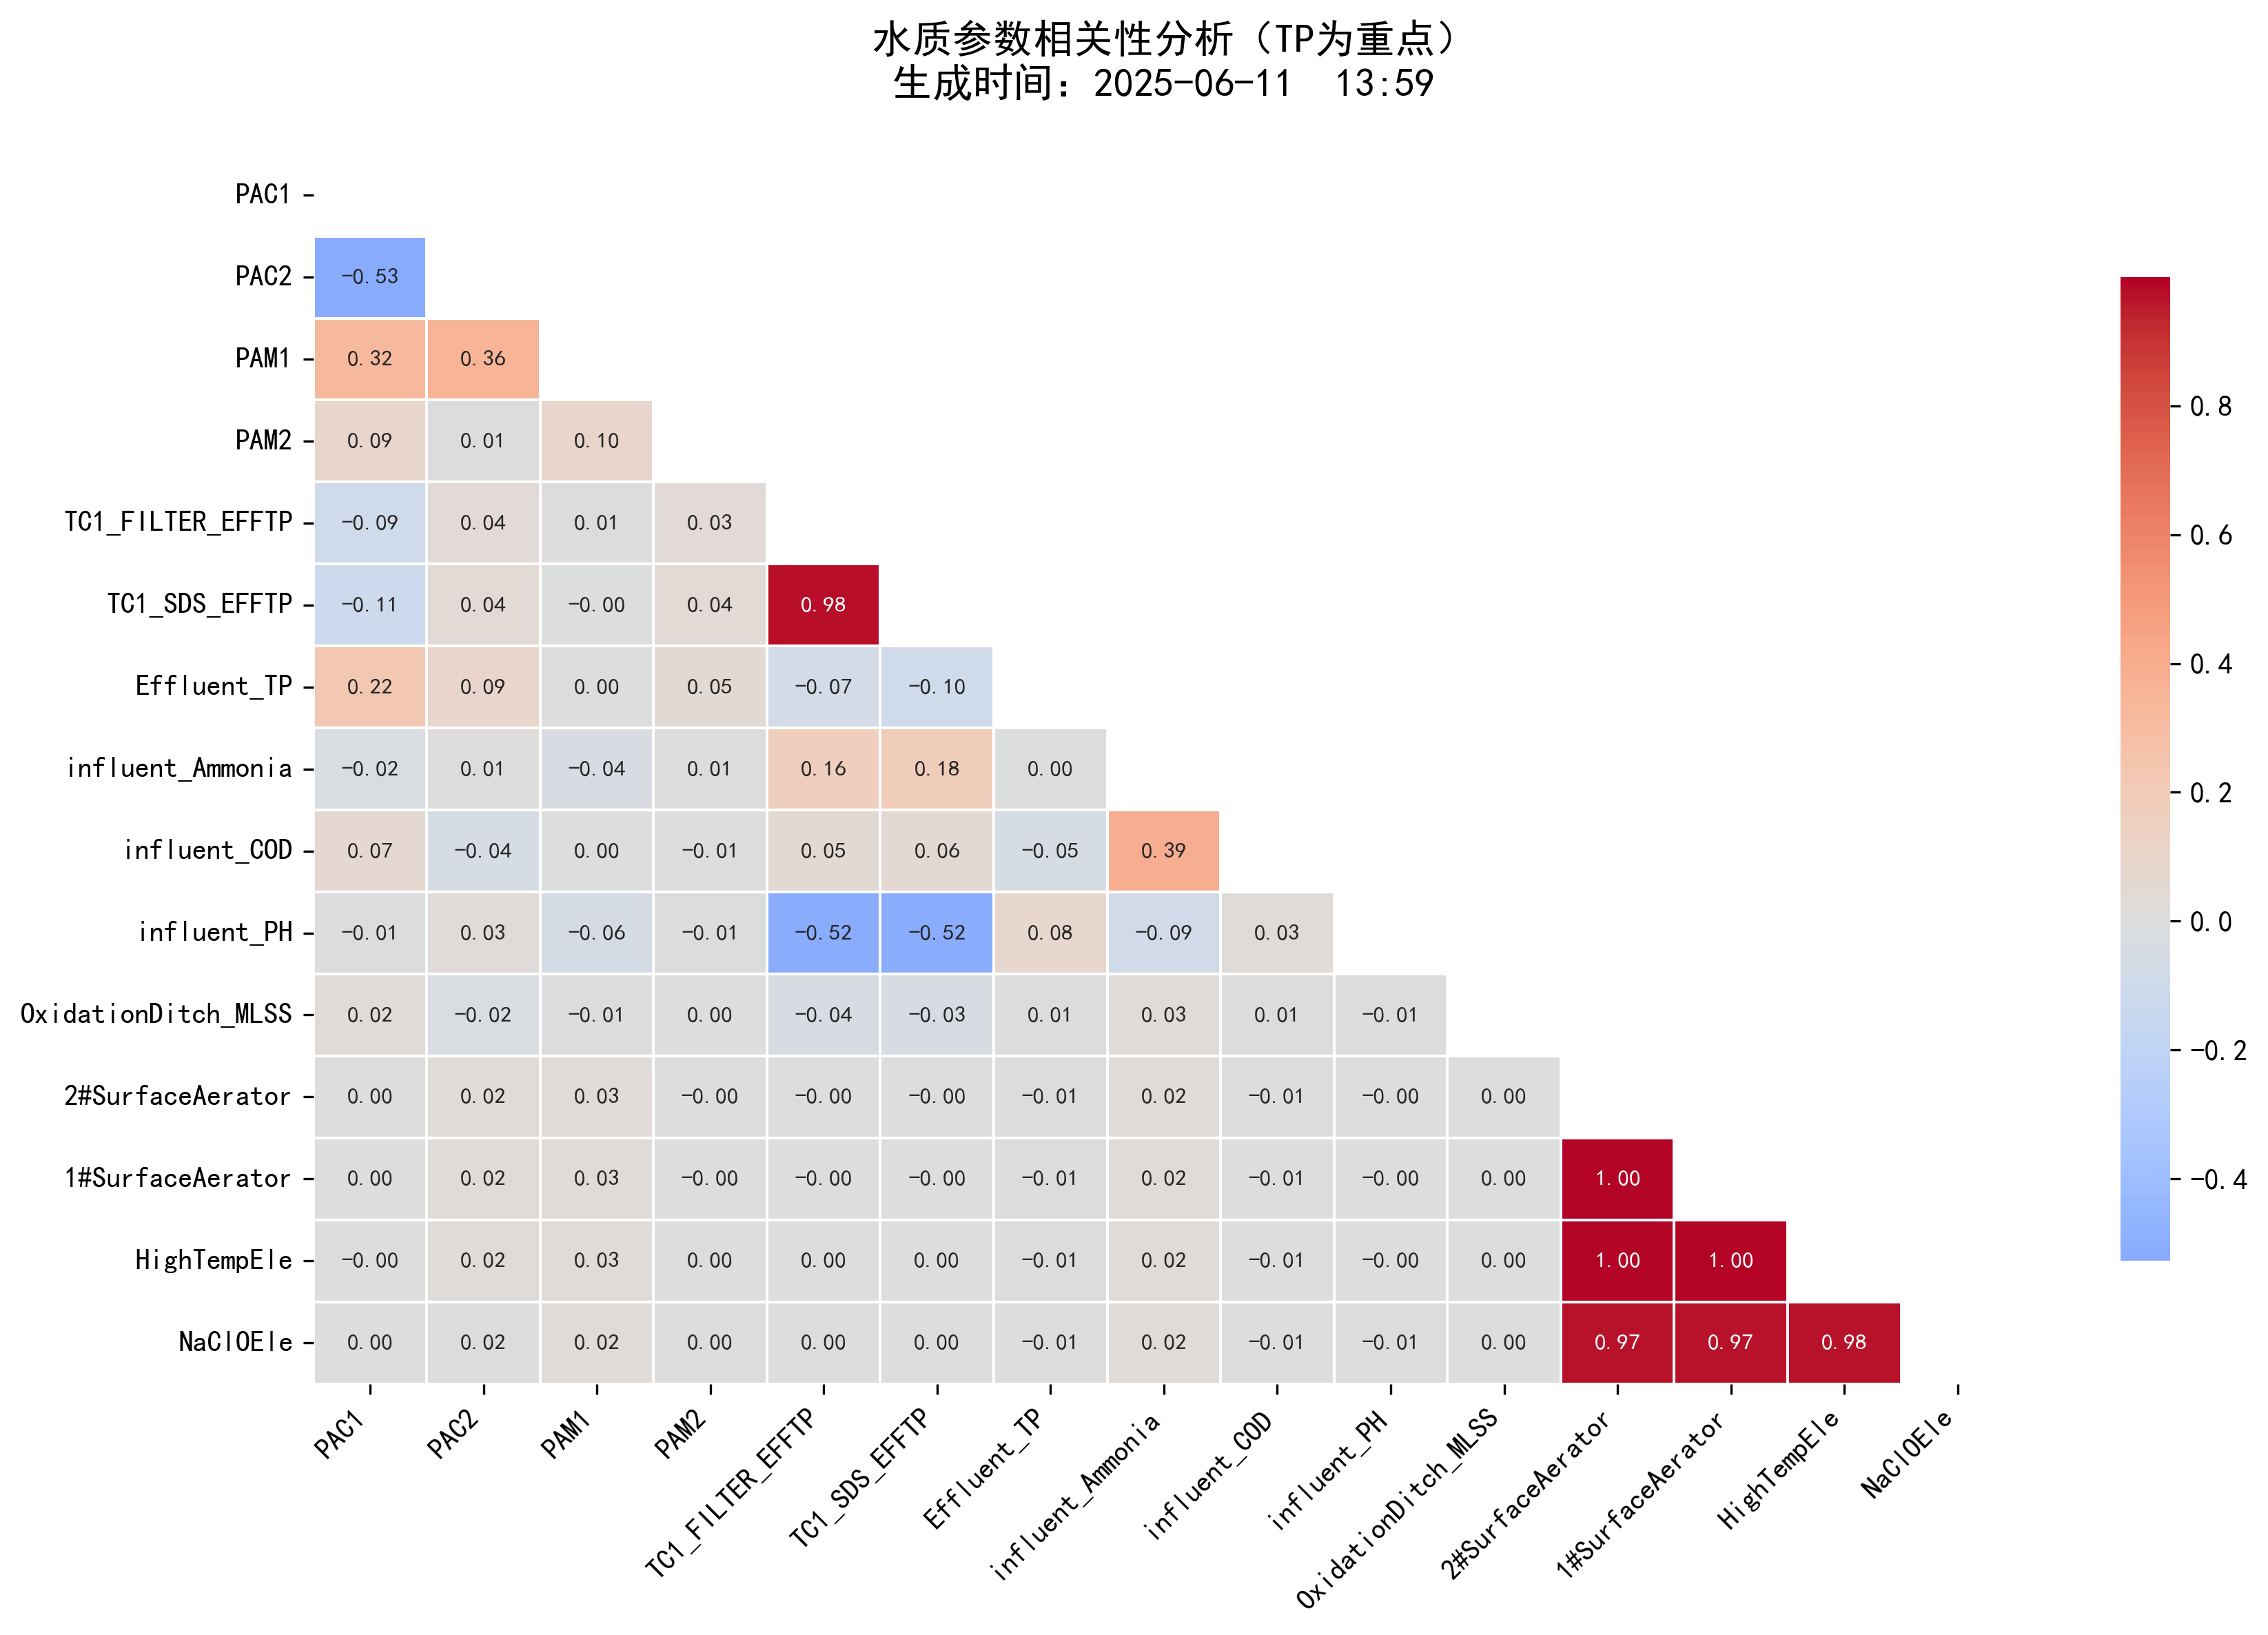 水质参数相关性分析（TP为重点）
生成时间：2025-06-11  13:59
PAC1
PAC2 -0.53
PAM1 0.32 0.36
PAM2 0.09 0.01 0.10
TC1_FILTER_EFFTP -0.09 0.04 0.01 0.03
TC1_SDS_EFFTP -0.11 0.04 -0.00 0.04 0.98
Effluent_TP 0.22 0.09 0.00 0.05 -0.07 -0.10
influent_Ammonia -0.02 0.01 -0.04 0.01 0.16 0.18 0.00
influent_COD 0.07 -0.04 0.00 -0.01 0.05 0.06 -0.05 0.39
influent_PH -0.01 0.03 -0.06 -0.01 -0.52 -0.52 0.08 -0.09 0.03
OxidationDitch_MLSS 0.02 -0.02 -0.01 0.00 -0.04 -0.03 0.01 0.03 0.01 -0.01
2#SurfaceAerator 0.00 0.02 0.03 -0.00 -0.00 -0.00 -0.01 0.02 -0.01 -0.00 0.00
1#SurfaceAerator 0.00 0.02 0.03 -0.00 -0.00 -0.00 -0.01 0.02 -0.01 -0.00 0.00 1.00
HighTempEle -0.00 0.02 0.03 0.00 0.00 0.00 -0.01 0.02 -0.01 -0.00 0.00 1.00 1.00
NaClOEle 0.00 0.02 0.02 0.00 0.00 0.00 -0.01 0.02 -0.01 -0.01 0.00 0.97 0.97 0.98
PAC1
PAC2
PAM1
PAM2
TC1_FILTER_EFFTP
TC1_SDS_EFFTP
Effluent_TP
influent_Ammonia
influent_COD
influent_PH
OxidationDitch_MLSS
2#SurfaceAerator
1#SurfaceAerator
HighTempEle
NaClOEle
0.8
0.6
0.4
0.2
0.0
-0.2
-0.4